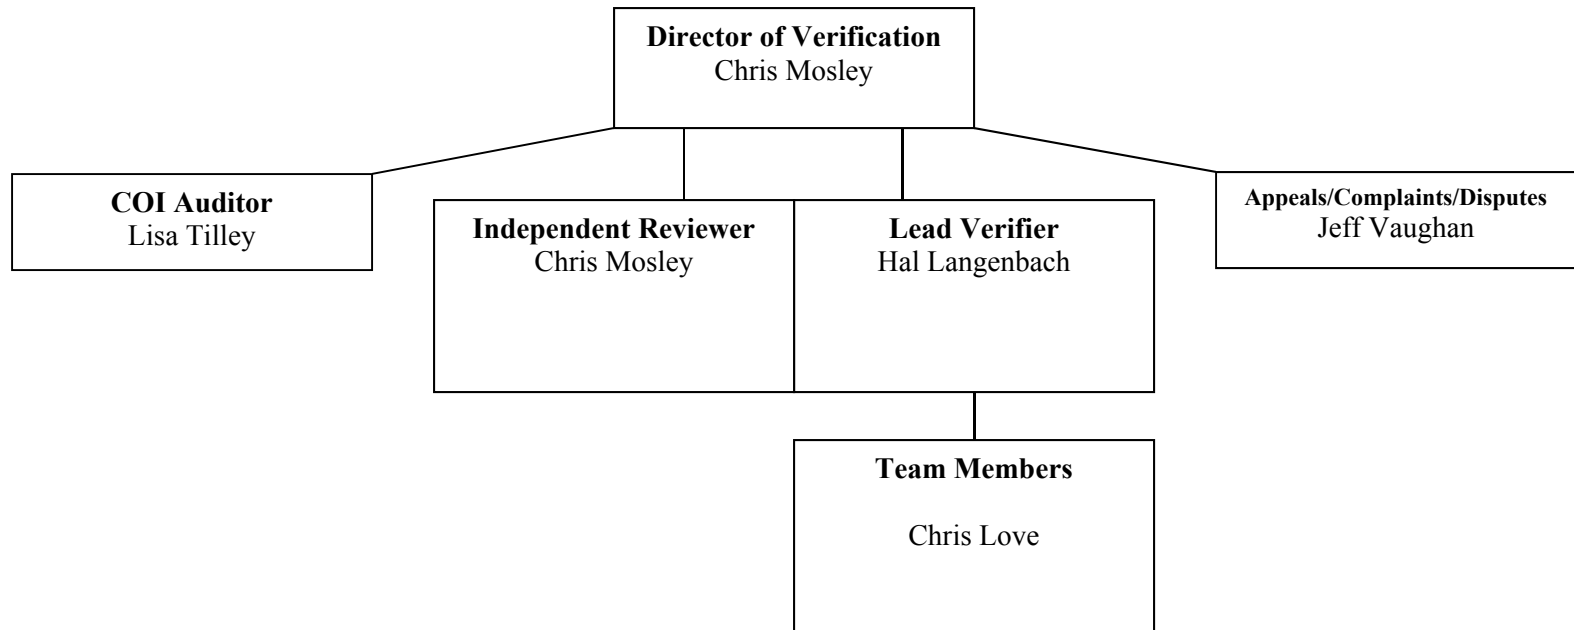 Director of Verification
Chris Mosley
COI Auditor
Lisa Tilley
Independent Reviewer
Chris Mosley
Lead Verifier
Hal Langenbach
Appeals/Complaints/Disputes
Jeff Vaughan
Team Members
Chris Love